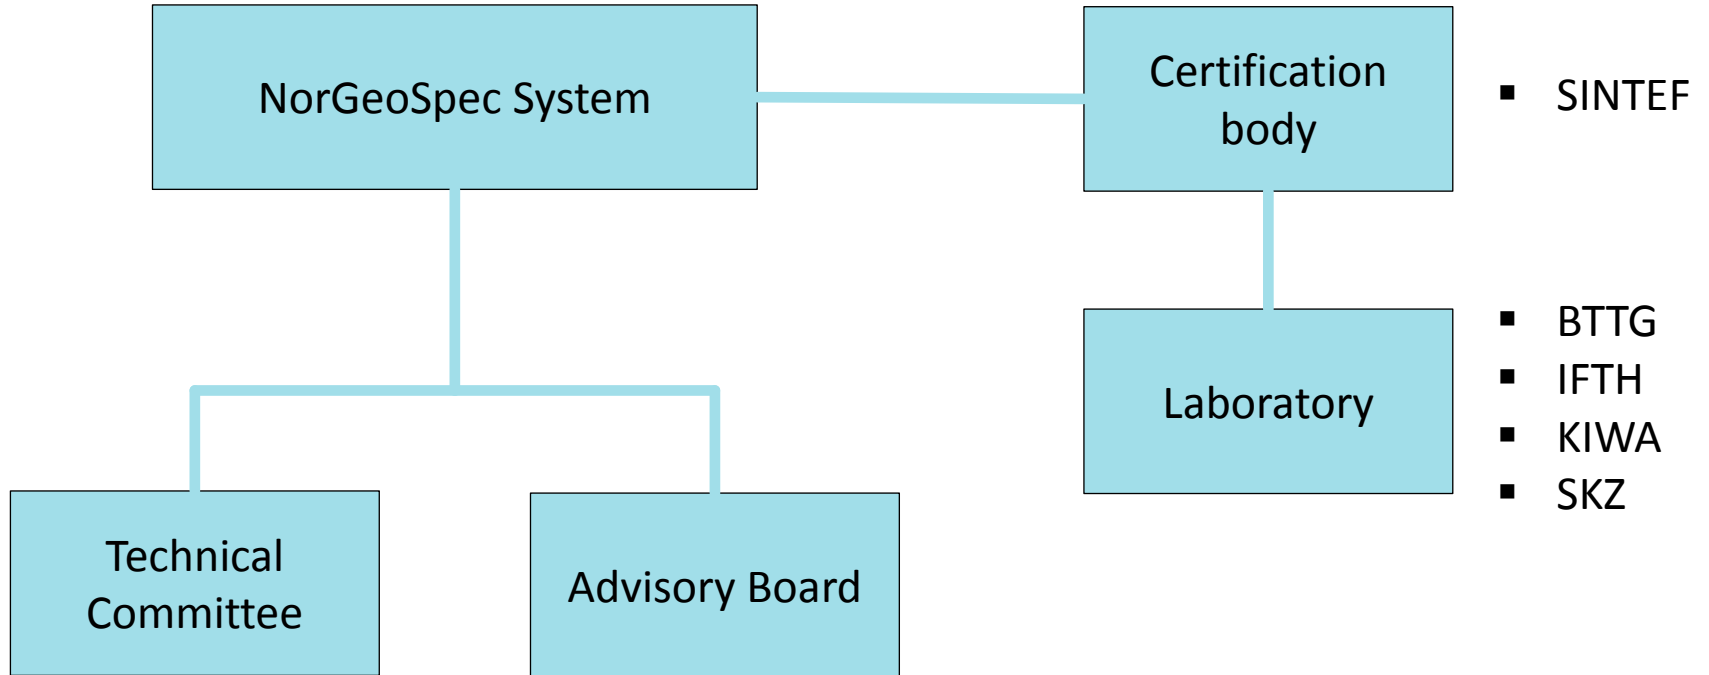 NorGeoSpec System
Certification
body
▪ SINTEF
Laboratory
▪ BTTG
▪ IFTH
▪ KIWA
▪ SKZ
Technical
Committee
Advisory Board